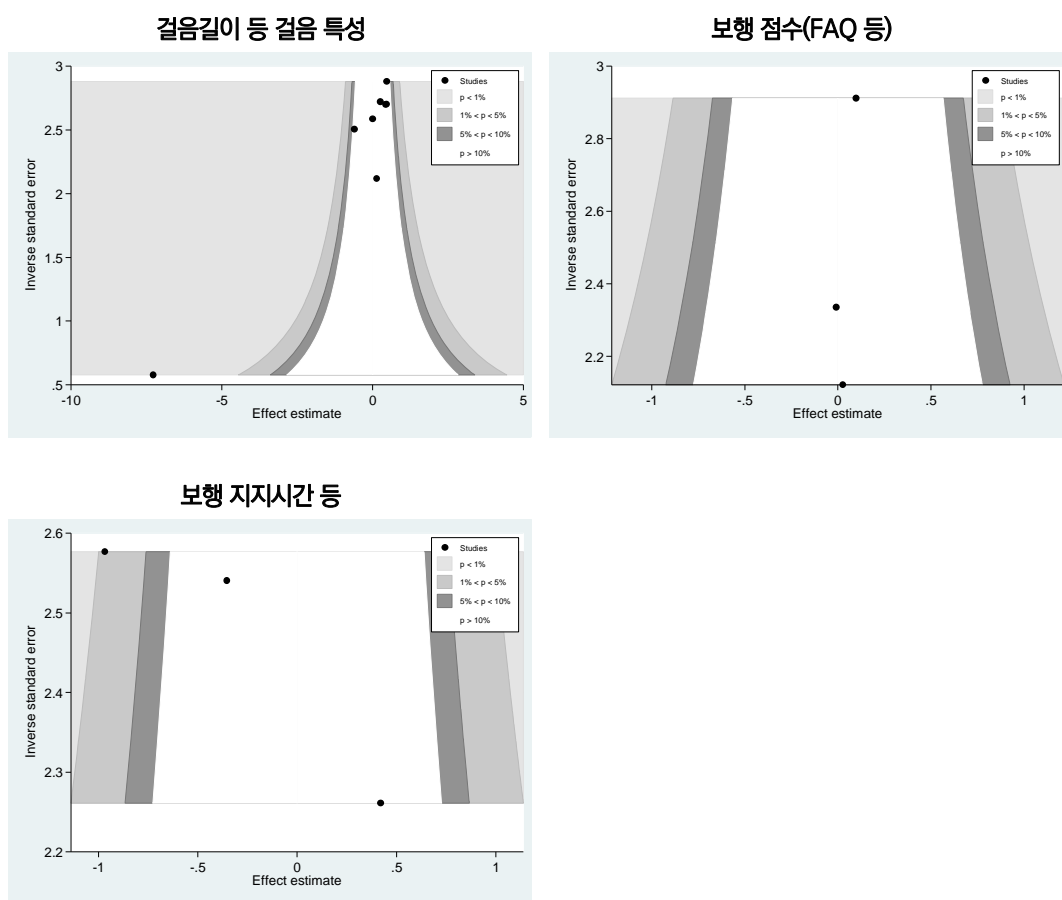 걸음길이 등 걸음 특성
3
2.5
2
1.5
1
.5
Inverse standard error
-10
-5
0
5
Effect estimate
Studies
p < 1%
1% < p < 5%
5% < p < 10%
p > 10%
보행 점수(FAQ 등)
3
2.8
2.6
2.4
2.2
Inverse standard error
-1
-.5
0
.5
1
Effect estimate
Studies
p < 1%
1% < p < 5%
5% < p < 10%
p > 10%
보행 지지시간 등
2.6
2.5
2.4
2.3
2.2
Inverse standard error
-1
-.5
0
.5
1
Effect estimate
Studies
p < 1%
1% < p < 5%
5% < p < 10%
p > 10%